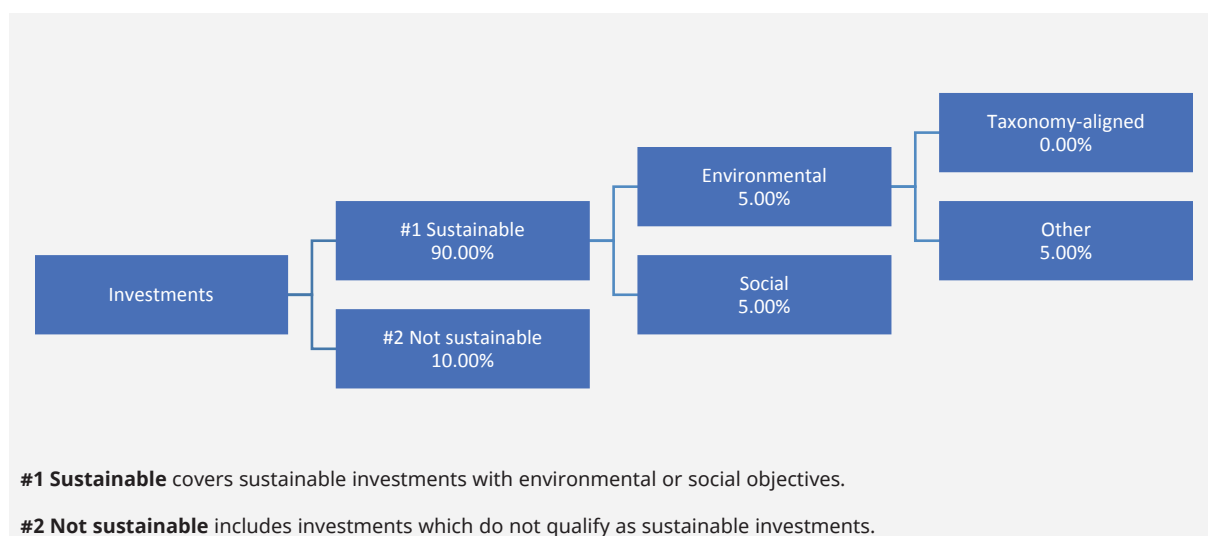 Investments
#1 Sustainable
90.00%
#2 Not sustainable
10.00%
Environmental
5.00%
Social
5.00%
Taxonomy-aligned
0.00%
Other
5.00%
#1 Sustainable covers sustainable investments with environmental or social objectives.
#2 Not sustainable includes investments which do not qualify as sustainable investments.